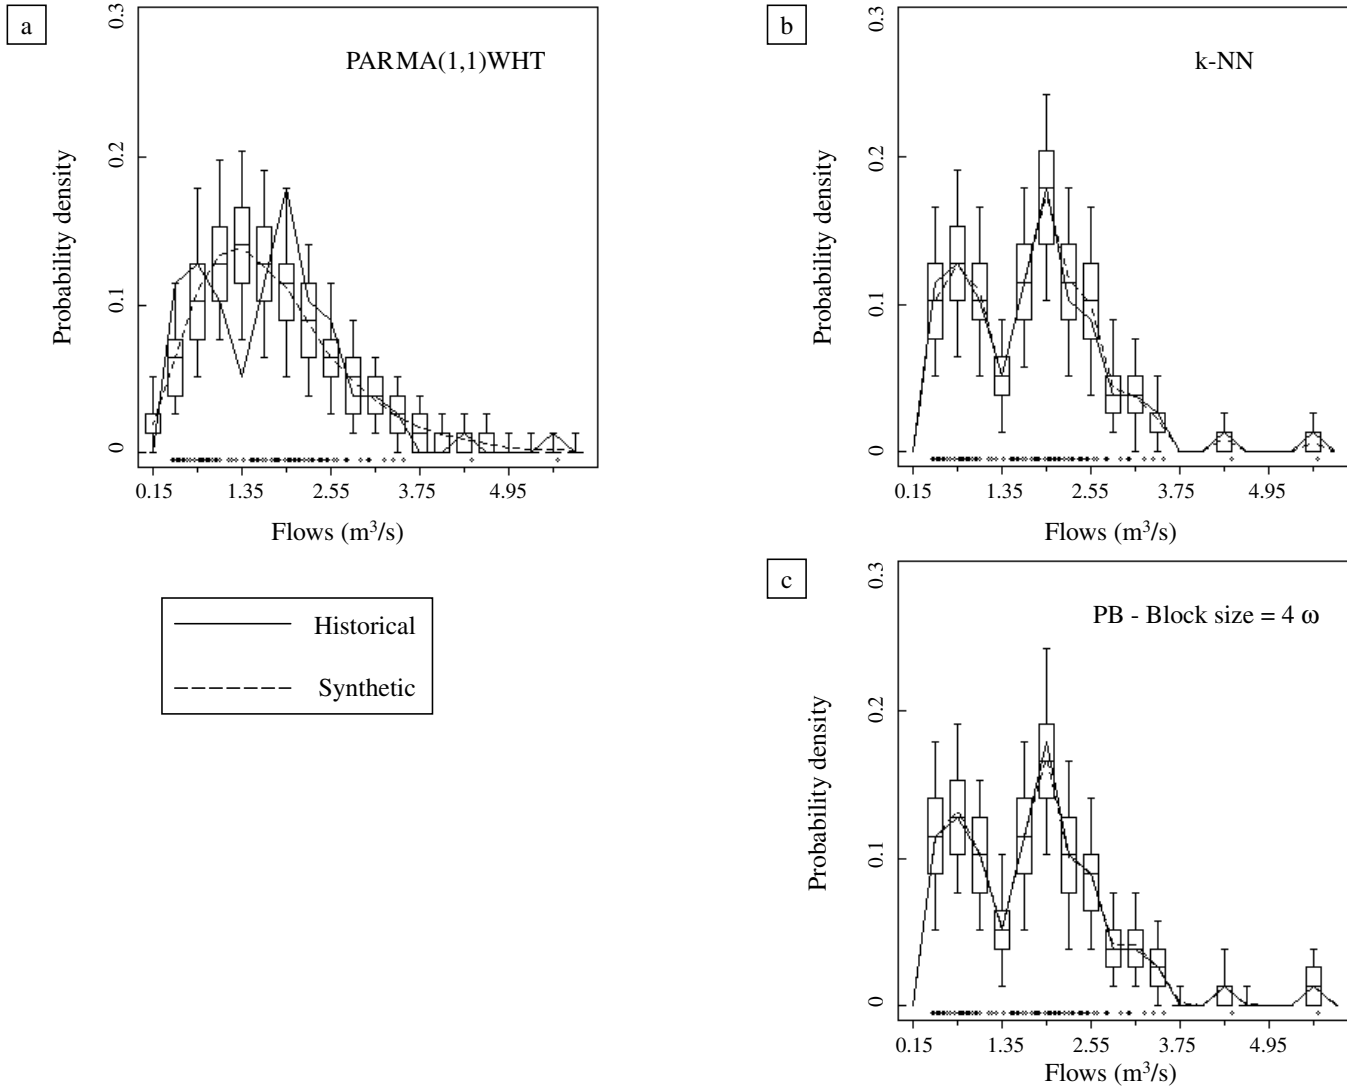 a
PARMA(1,1)WHT
Probability density
0.3
0.2
0.1
0
0.15 1.35 2.55 3.75 4.95
Flows (m³/s)
b
k-NN
Probability density
0.3
0.2
0.1
0
0.15 1.35 2.55 3.75 4.95
Flows (m³/s)
Historical
Synthetic
c
PB - Block size = 4 ω
Probability density
0.3
0.2
0.1
0
0.15 1.35 2.55 3.75 4.95
Flows (m³/s)